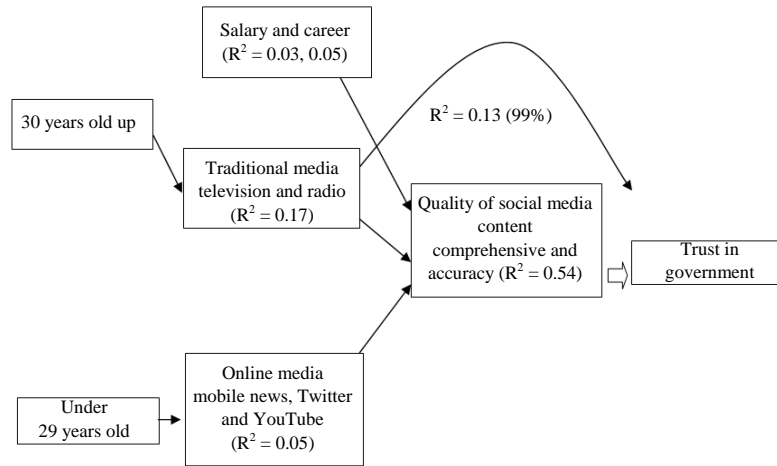 Salary and career
(R² = 0.03, 0.05)
30 years old up
R² = 0.13 (99%)
Traditional media
television and radio
(R² = 0.17)
Quality of social media
content
comprehensive and
accuracy (R² = 0.54)
Trust in
government
Online media
mobile news, Twitter
and YouTube
(R² = 0.05)
Under
29 years old